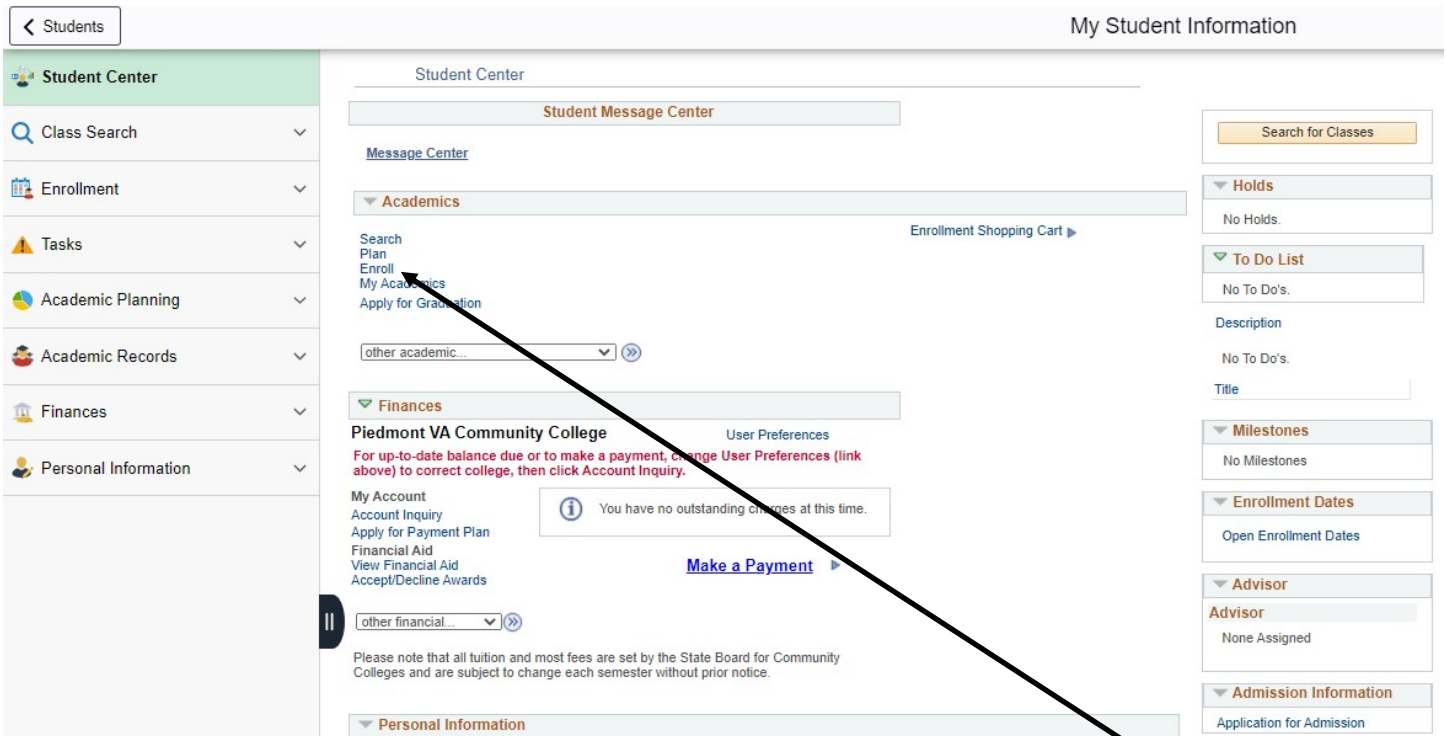 Students
My Student Information
Student Center
Class Search
Enrollment
Tasks
Academic Planning
Academic Records
Finances
Personal Information
Student Center
Student Message Center
Message Center
Academics
Search
Plan
Enroll
My Academics
Apply for Graduation
Enrollment Shopping Cart
other academic...
Finances
Piedmont VA Community College
User Preferences
For up-to-date balance due or to make a payment, change User Preferences (link
above) to correct college, then click Account Inquiry.
My Account
Account Inquiry
Apply for Payment Plan
Financial Aid
View Financial Aid
Accept/Decline Awards
You have no outstanding charges at this time.
Make a Payment
other financial...
Please note that all tuition and most fees are set by the State Board for Community
Colleges and are subject to change each semester without prior notice.
Personal Information
Search for Classes
Holds
No Holds.
To Do List
No To Do's.
Description
No To Do's.
Title
Milestones
No Milestones
Enrollment Dates
Open Enrollment Dates
Advisor
Advisor
None Assigned
Admission Information
Application for Admission